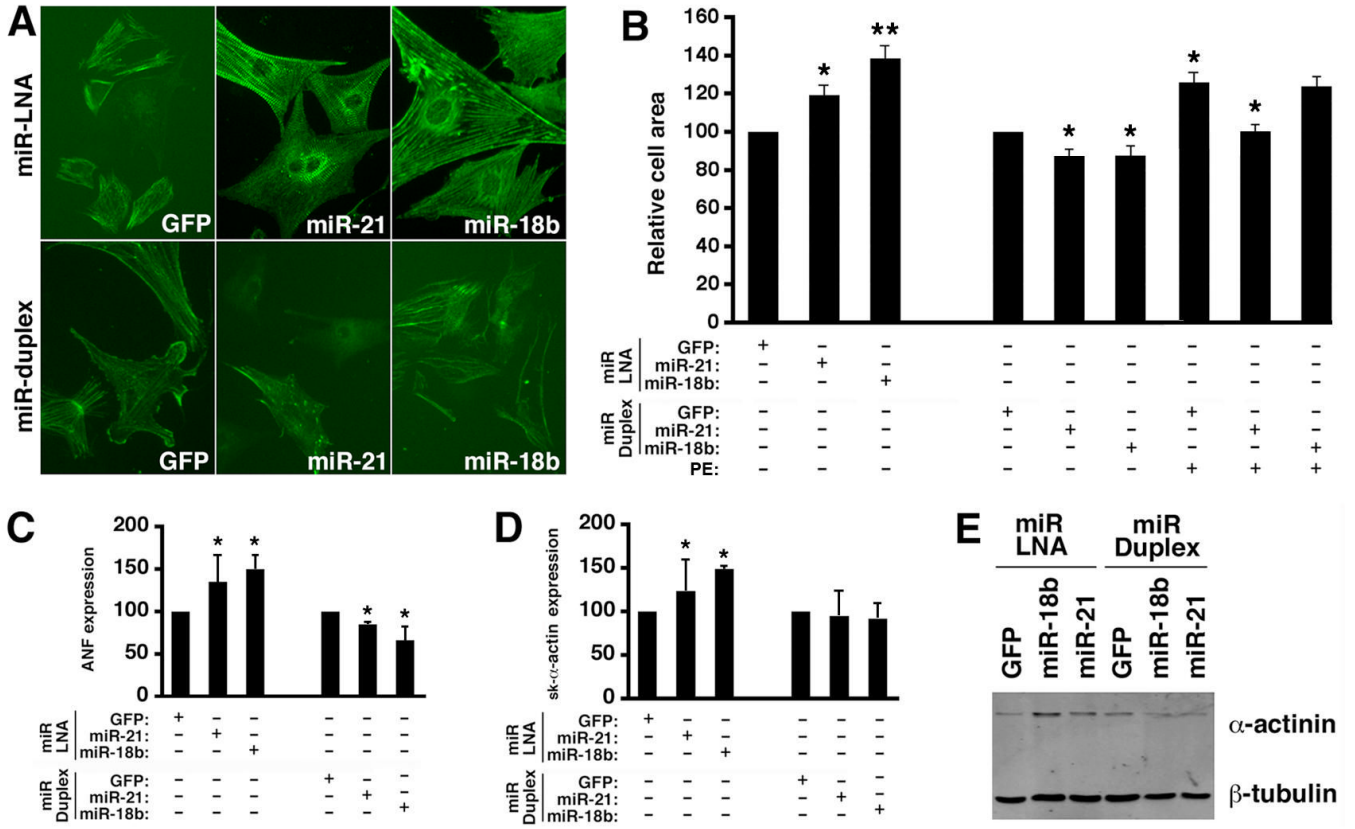 A
miR-LNA
GFP
miR-21
miR-18b
miR-duplex
GFP
miR-21
miR-18b
B
Relative cell area
160
140
120
100
80
60
40
20
0
* ** * * * *
miR LNA
GFP: + – – – – – – – –
miR-21: – + – – – – – – –
miR-18b: – – + – – – – – –
miR Duplex
GFP: – – – + – – + – –
miR-21: – – – – + – – + –
miR-18b: – – – – – + – – +
PE: – – – – – – + + +
C
ANF expression
200
150
100
50
0
* * * *
miR LNA
GFP: + – – – – –
miR-21: – + – – – –
miR-18b: – – + – – –
miR Duplex
GFP: – – – + – –
miR-21: – – – – + –
miR-18b: – – – – – +
D
sk-α-actin expression
200
150
100
50
0
* *
miR LNA
GFP: + – – – – –
miR-21: – + – – – –
miR-18b: – – + – – –
miR Duplex
GFP: – – – + – –
miR-21: – – – – + –
miR-18b: – – – – – +
E
miR LNA
miR Duplex
GFP
miR-18b
miR-21
GFP
miR-18b
miR-21
α-actinin
β-tubulin